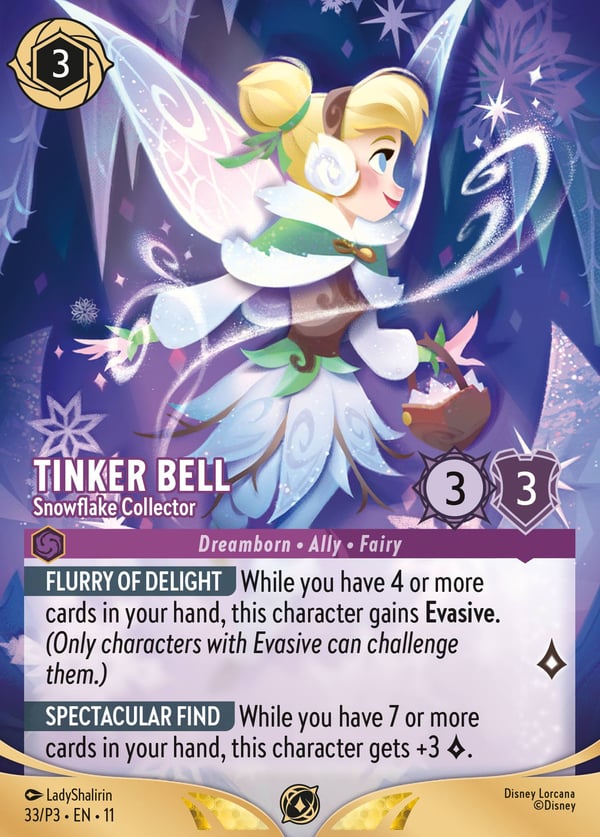 3
TINKER BELL
Snowflake Collector
3 3
Dreamborn • Ally • Fairy
FLURRY OF DELIGHT While you have 4 or more
cards in your hand, this character gains Evasive.
(Only characters with Evasive can challenge
them.)
SPECTACULAR FIND While you have 7 or more
cards in your hand, this character gets +3 .
LadyShalirin
33/P3 • EN • 11
Disney Lorcana
©Disney